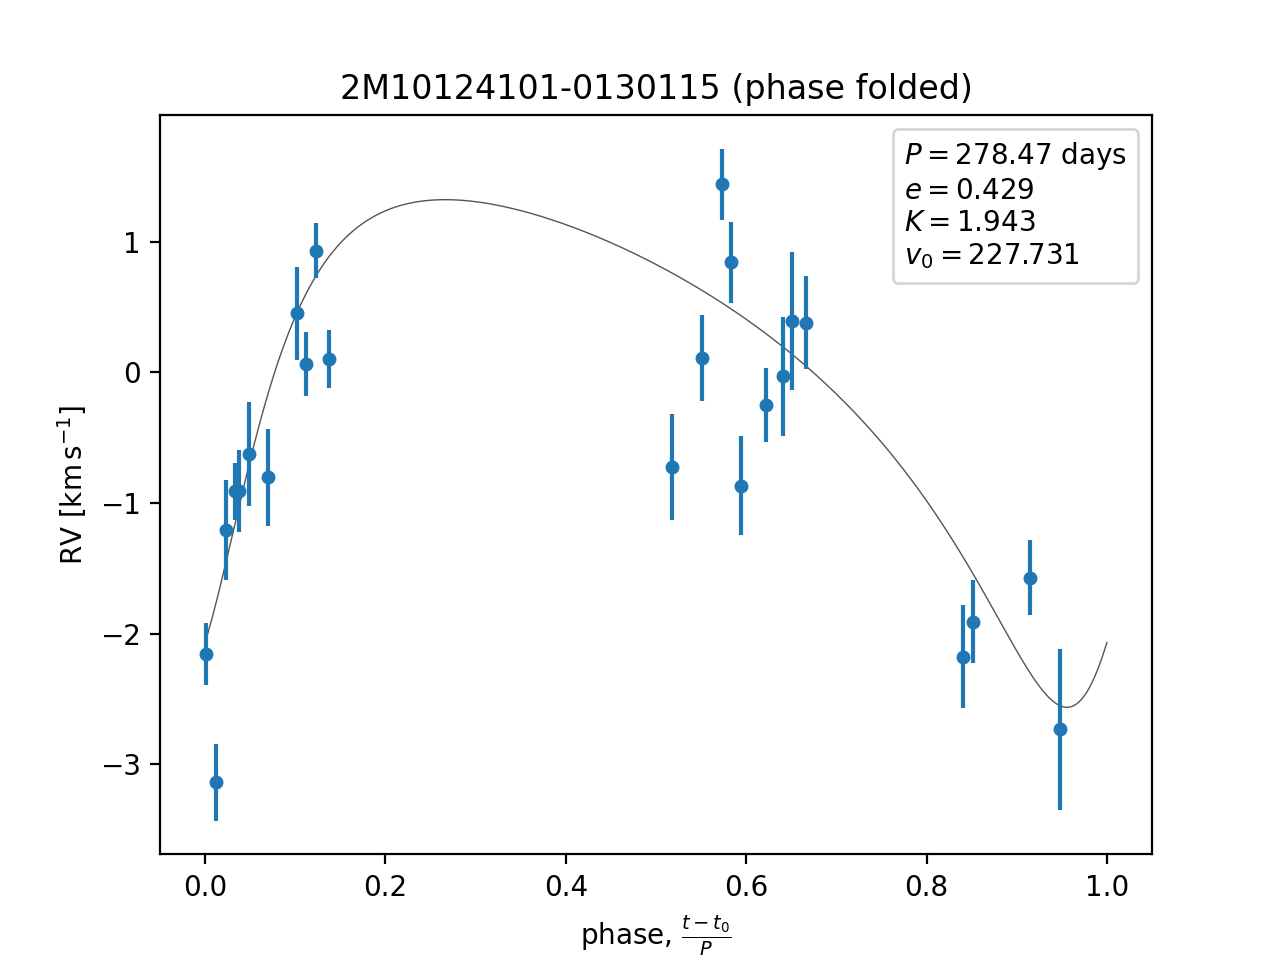 2M10124101-0130115 (phase folded)
P = 278.47 days
e = 0.429
K = 1.943
v₀ = 227.731
RV [km s⁻¹]
1
0
−1
−2
−3
0.0 0.2 0.4 0.6 0.8 1.0
phase, (t − t₀)/P